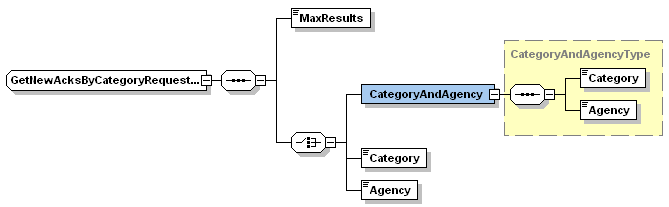 MaxResults
GetNewAcksByCategoryRequest...
CategoryAndAgencyType
CategoryAndAgency
Category
Agency
Category
Agency